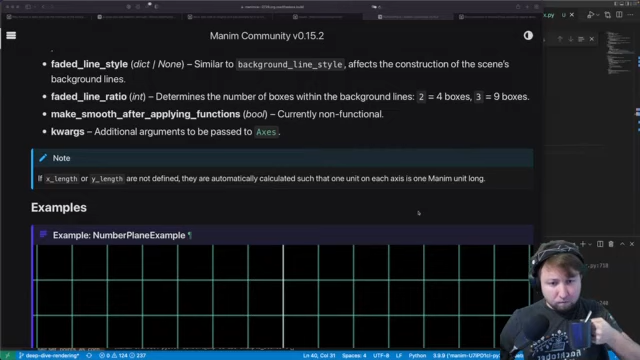 Manim Community v0.15.2
• faded_line_style (dict | None) – Similar to background_line_style, affects the construction of the scene's
background lines.
• faded_line_ratio (int) – Determines the number of boxes within the background lines: 2 = 4 boxes, 3 = 9 boxes.
• make_smooth_after_applying_functions (bool) – Currently non-functional.
• kwargs – Additional arguments to be passed to Axes.
Note
If x_length or y_length are not defined, they are automatically calculated such that one unit on each axis is one Manim unit long.
Examples
Example: NumberPlaneExample ¶
deep-dive-rendering*
0 124 237
Ln 40, Col 31 Spaces: 4 UTF-8 LF Python